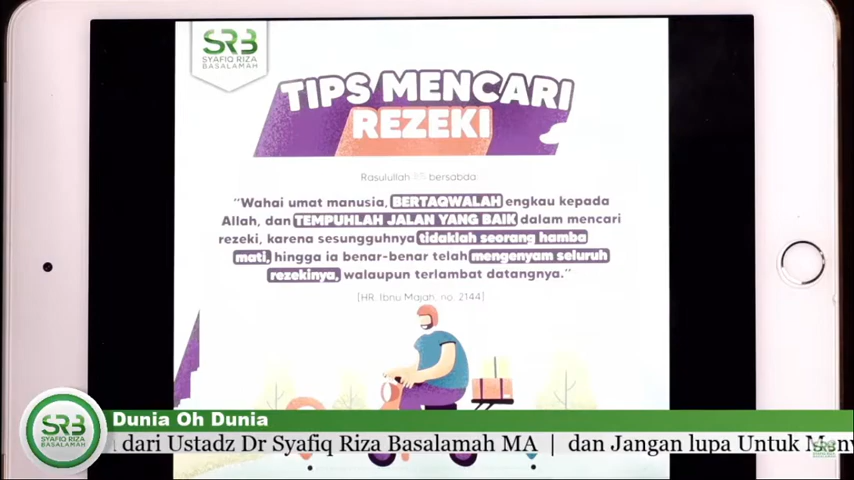 SRB
SYAFIQ RIZA
BASALAMAH
TIPS MENCARI
REZEKI
Rasulullah ﷺ bersabda
“Wahai umat manusia, BERTAQWALAH engkau kepada
Allah, dan TEMPUHLAH JALAN YANG BAIK dalam mencari
rezeki, karena sesungguhnya tidaklah seorang hamba
mati, hingga ia benar-benar telah mengenyam seluruh
rezekinya, walaupun terlambat datangnya.”
[HR. Ibnu Majah, no. 2144]
SRB
SYAFIQ RIZA
BASALAMAH
Dunia Oh Dunia
dari Ustadz Dr Syafiq Riza Basalamah MA | dan Jangan lupa Untuk
SRB